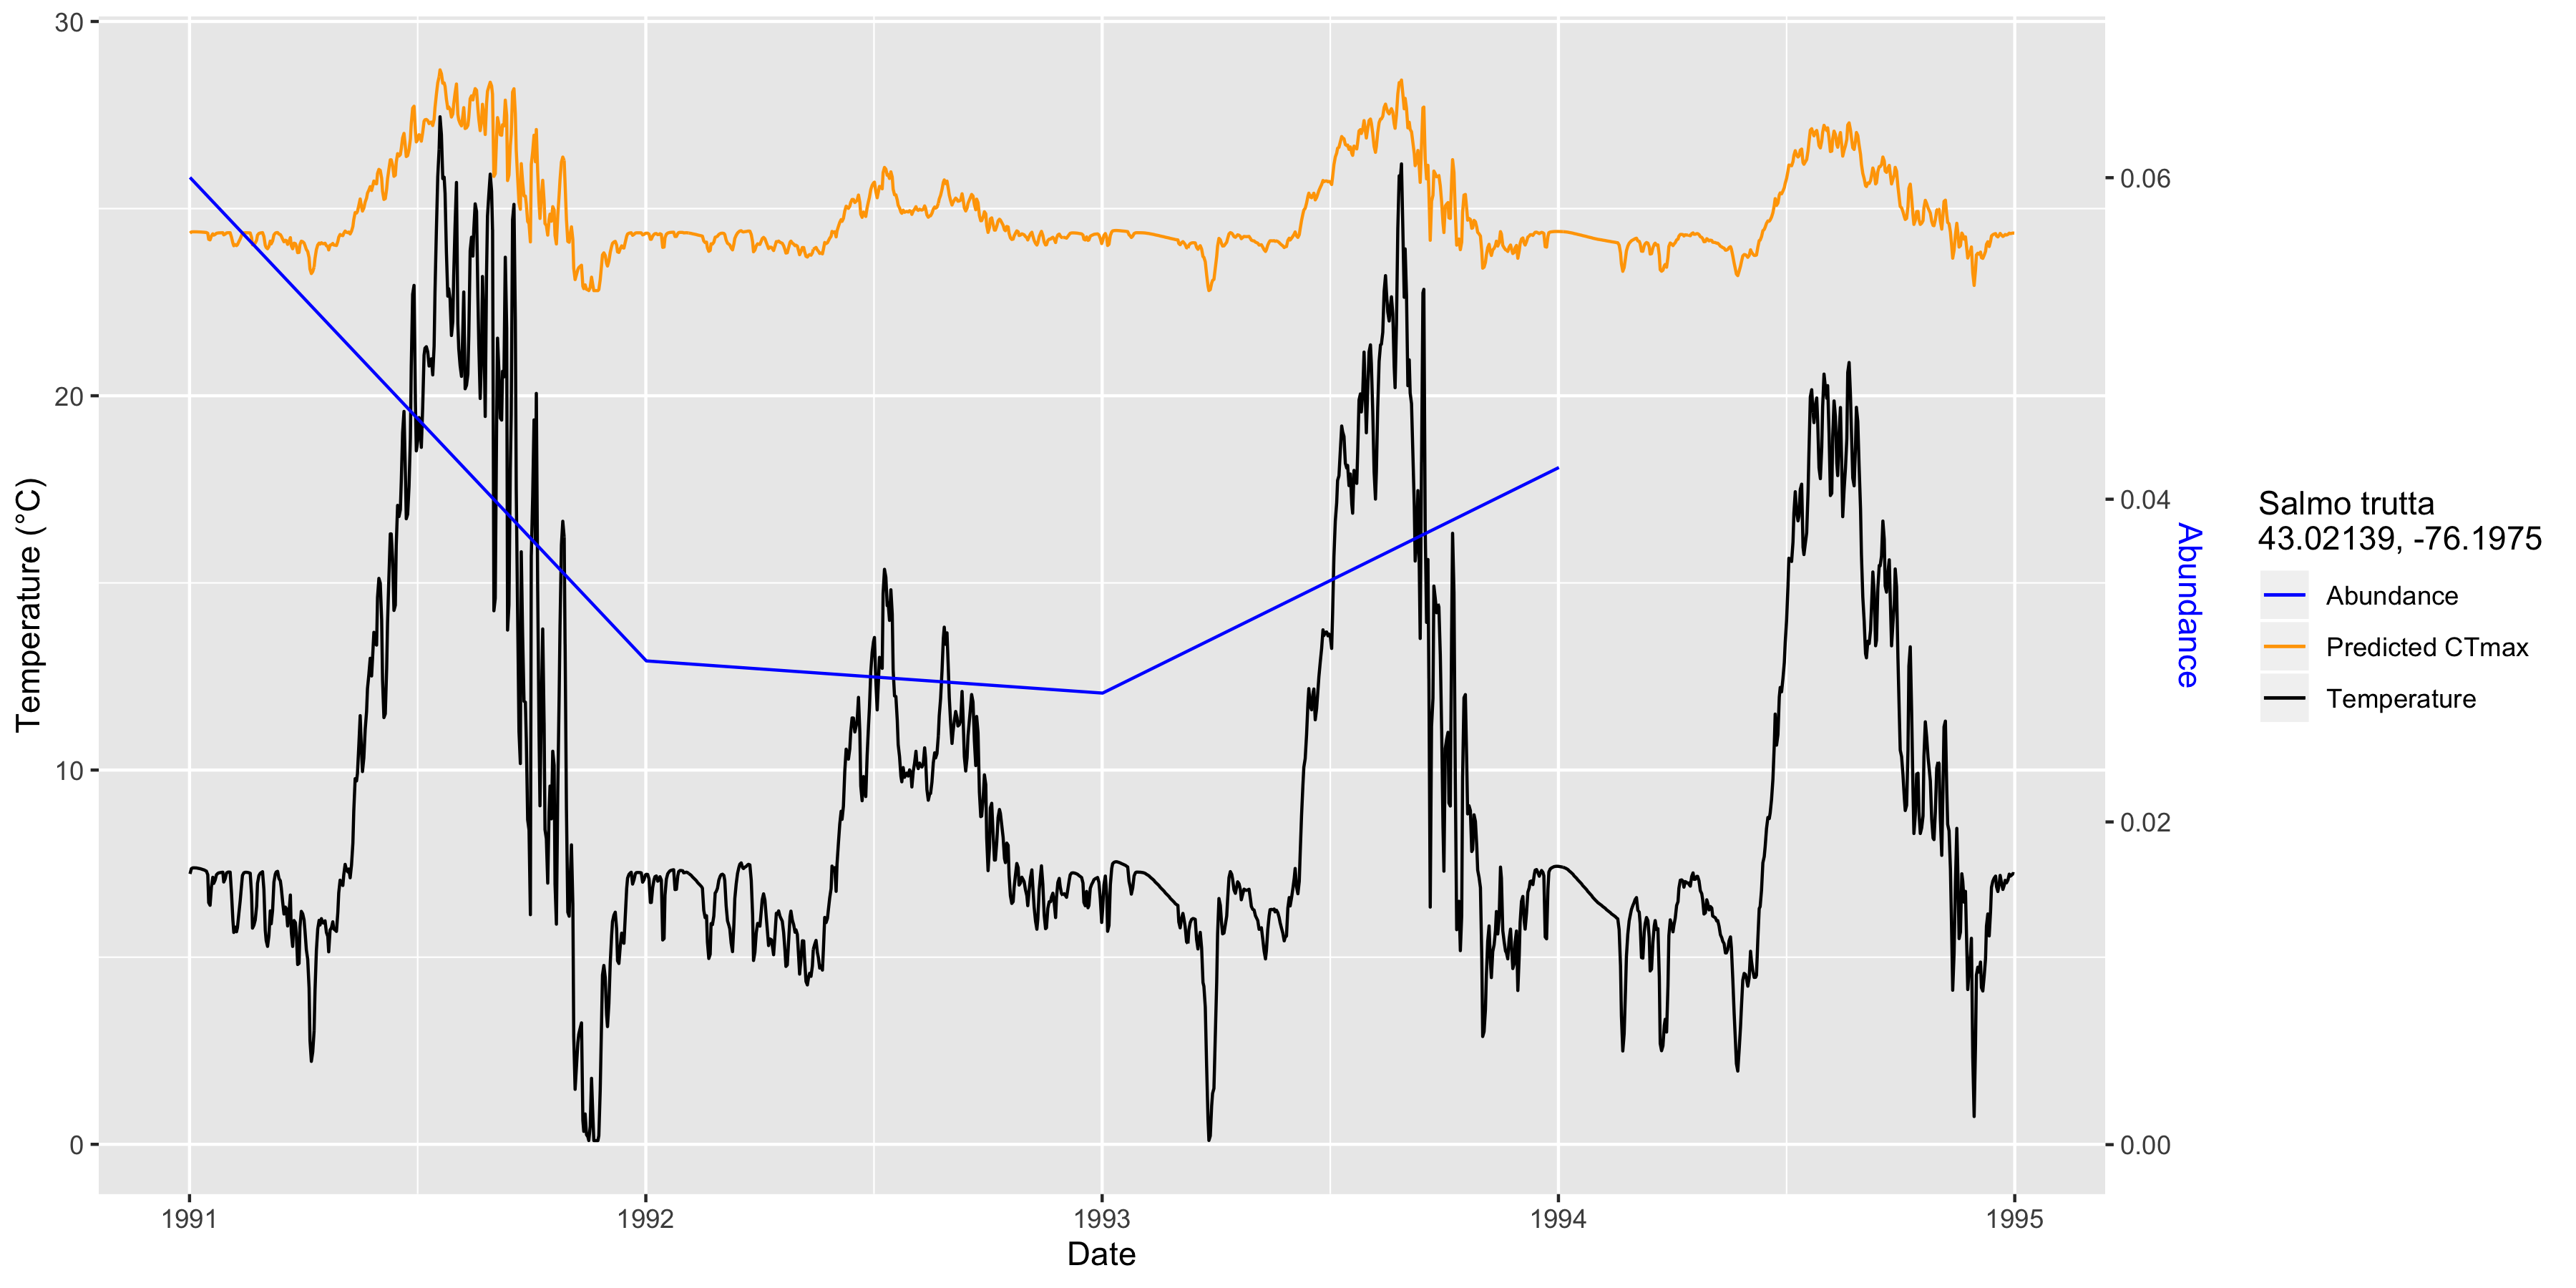 30
20
10
0
Temperature (°C)
1991
1992
1993
1994
1995
Date
0.06
0.04
0.02
0.00
Abundance
Salmo trutta
43.02139, -76.1975
Abundance
Predicted CTmax
Temperature